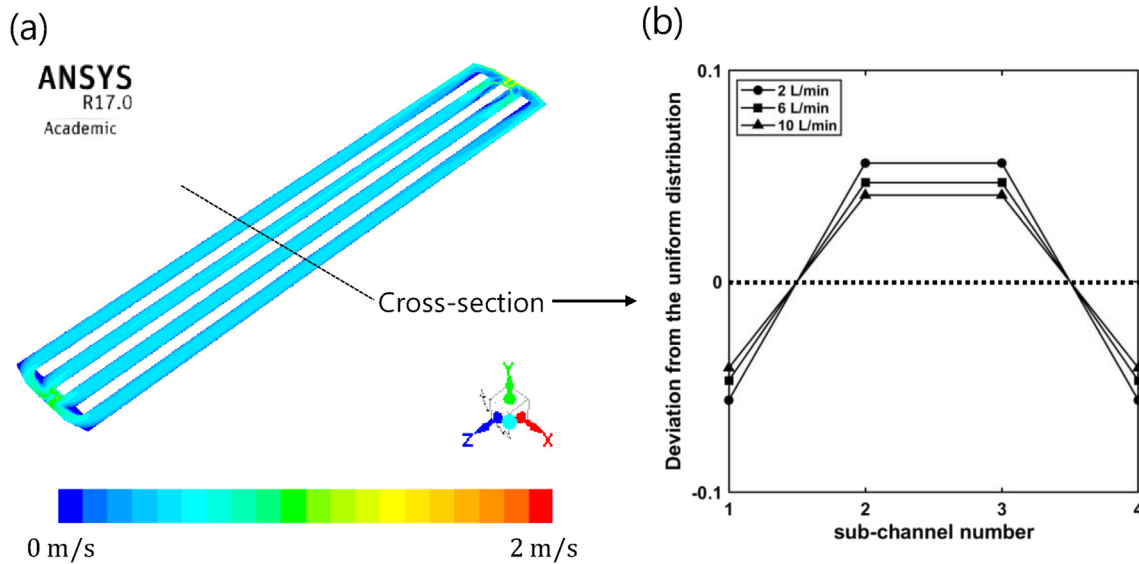 (a)
ANSYS
R17.0
Academic
Cross-section
Y
Z
X
0 m/s
2 m/s
(b)
0.1
2 L/min
6 L/min
10 L/min
Deviation from the uniform distribution
0
-0.1
1
2
3
4
sub-channel number